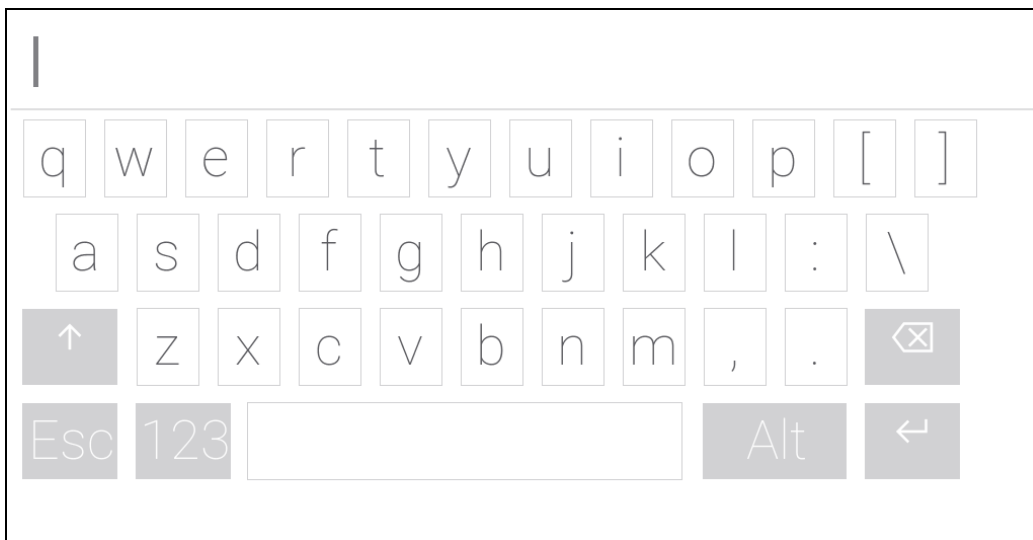 q w e r t y u i o p [ ]
a s d f g h j k l : \
↑ z x c v b n m , . ⌫
Esc 123 Alt ↵